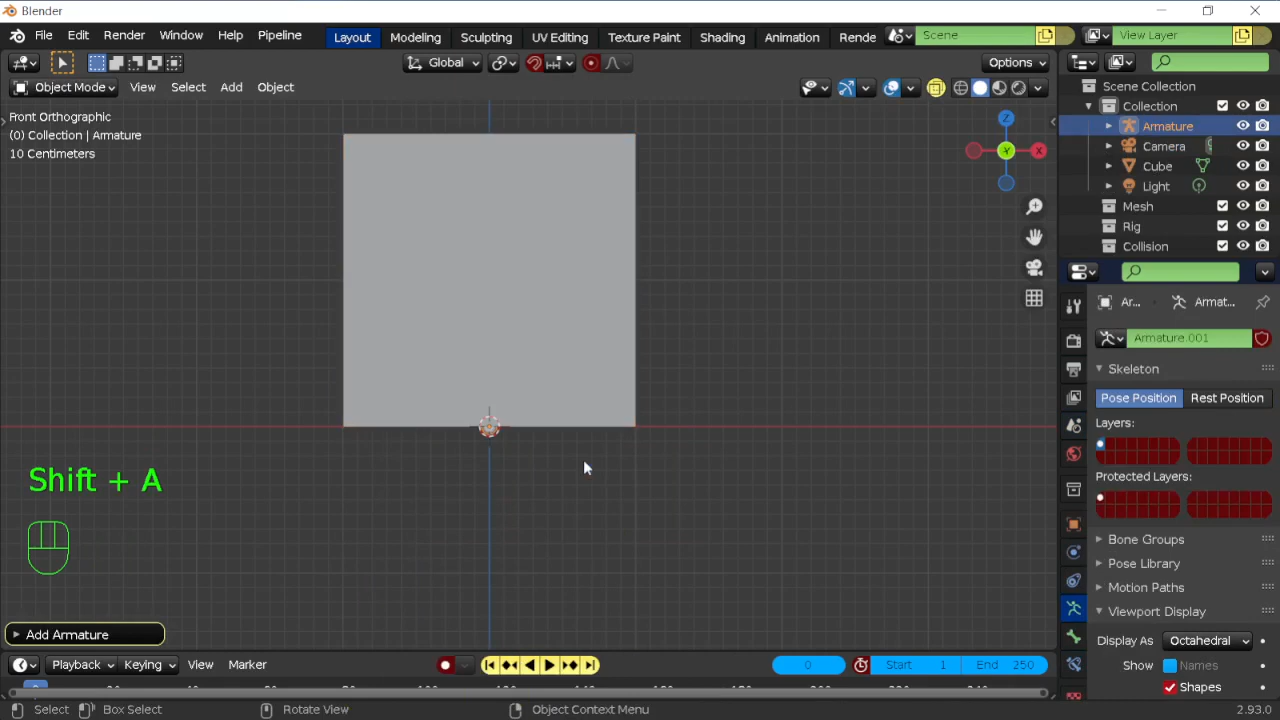 Blender
File Edit Render Window Help Pipeline Layout Modeling Sculpting UV Editing Texture Paint Shading Animation Rende Scene View Layer
Global Options
Object Mode View Select Add Object
Front Orthographic
(0) Collection | Armature
10 Centimeters
Z
Y
X
Scene Collection
Collection
Armature
Camera
Cube
Light
Mesh
Rig
Collision
Ar... Armat...
Armature.001
Skeleton
Pose Position Rest Position
Layers:
Protected Layers:
Bone Groups
Pose Library
Motion Paths
Viewport Display
Display As Octahedral
Show Names
Shapes
Shift + A
Add Armature
Playback Keying View Marker 0 Start 1 End 250
Select Box Select Rotate View Object Context Menu 2.93.0